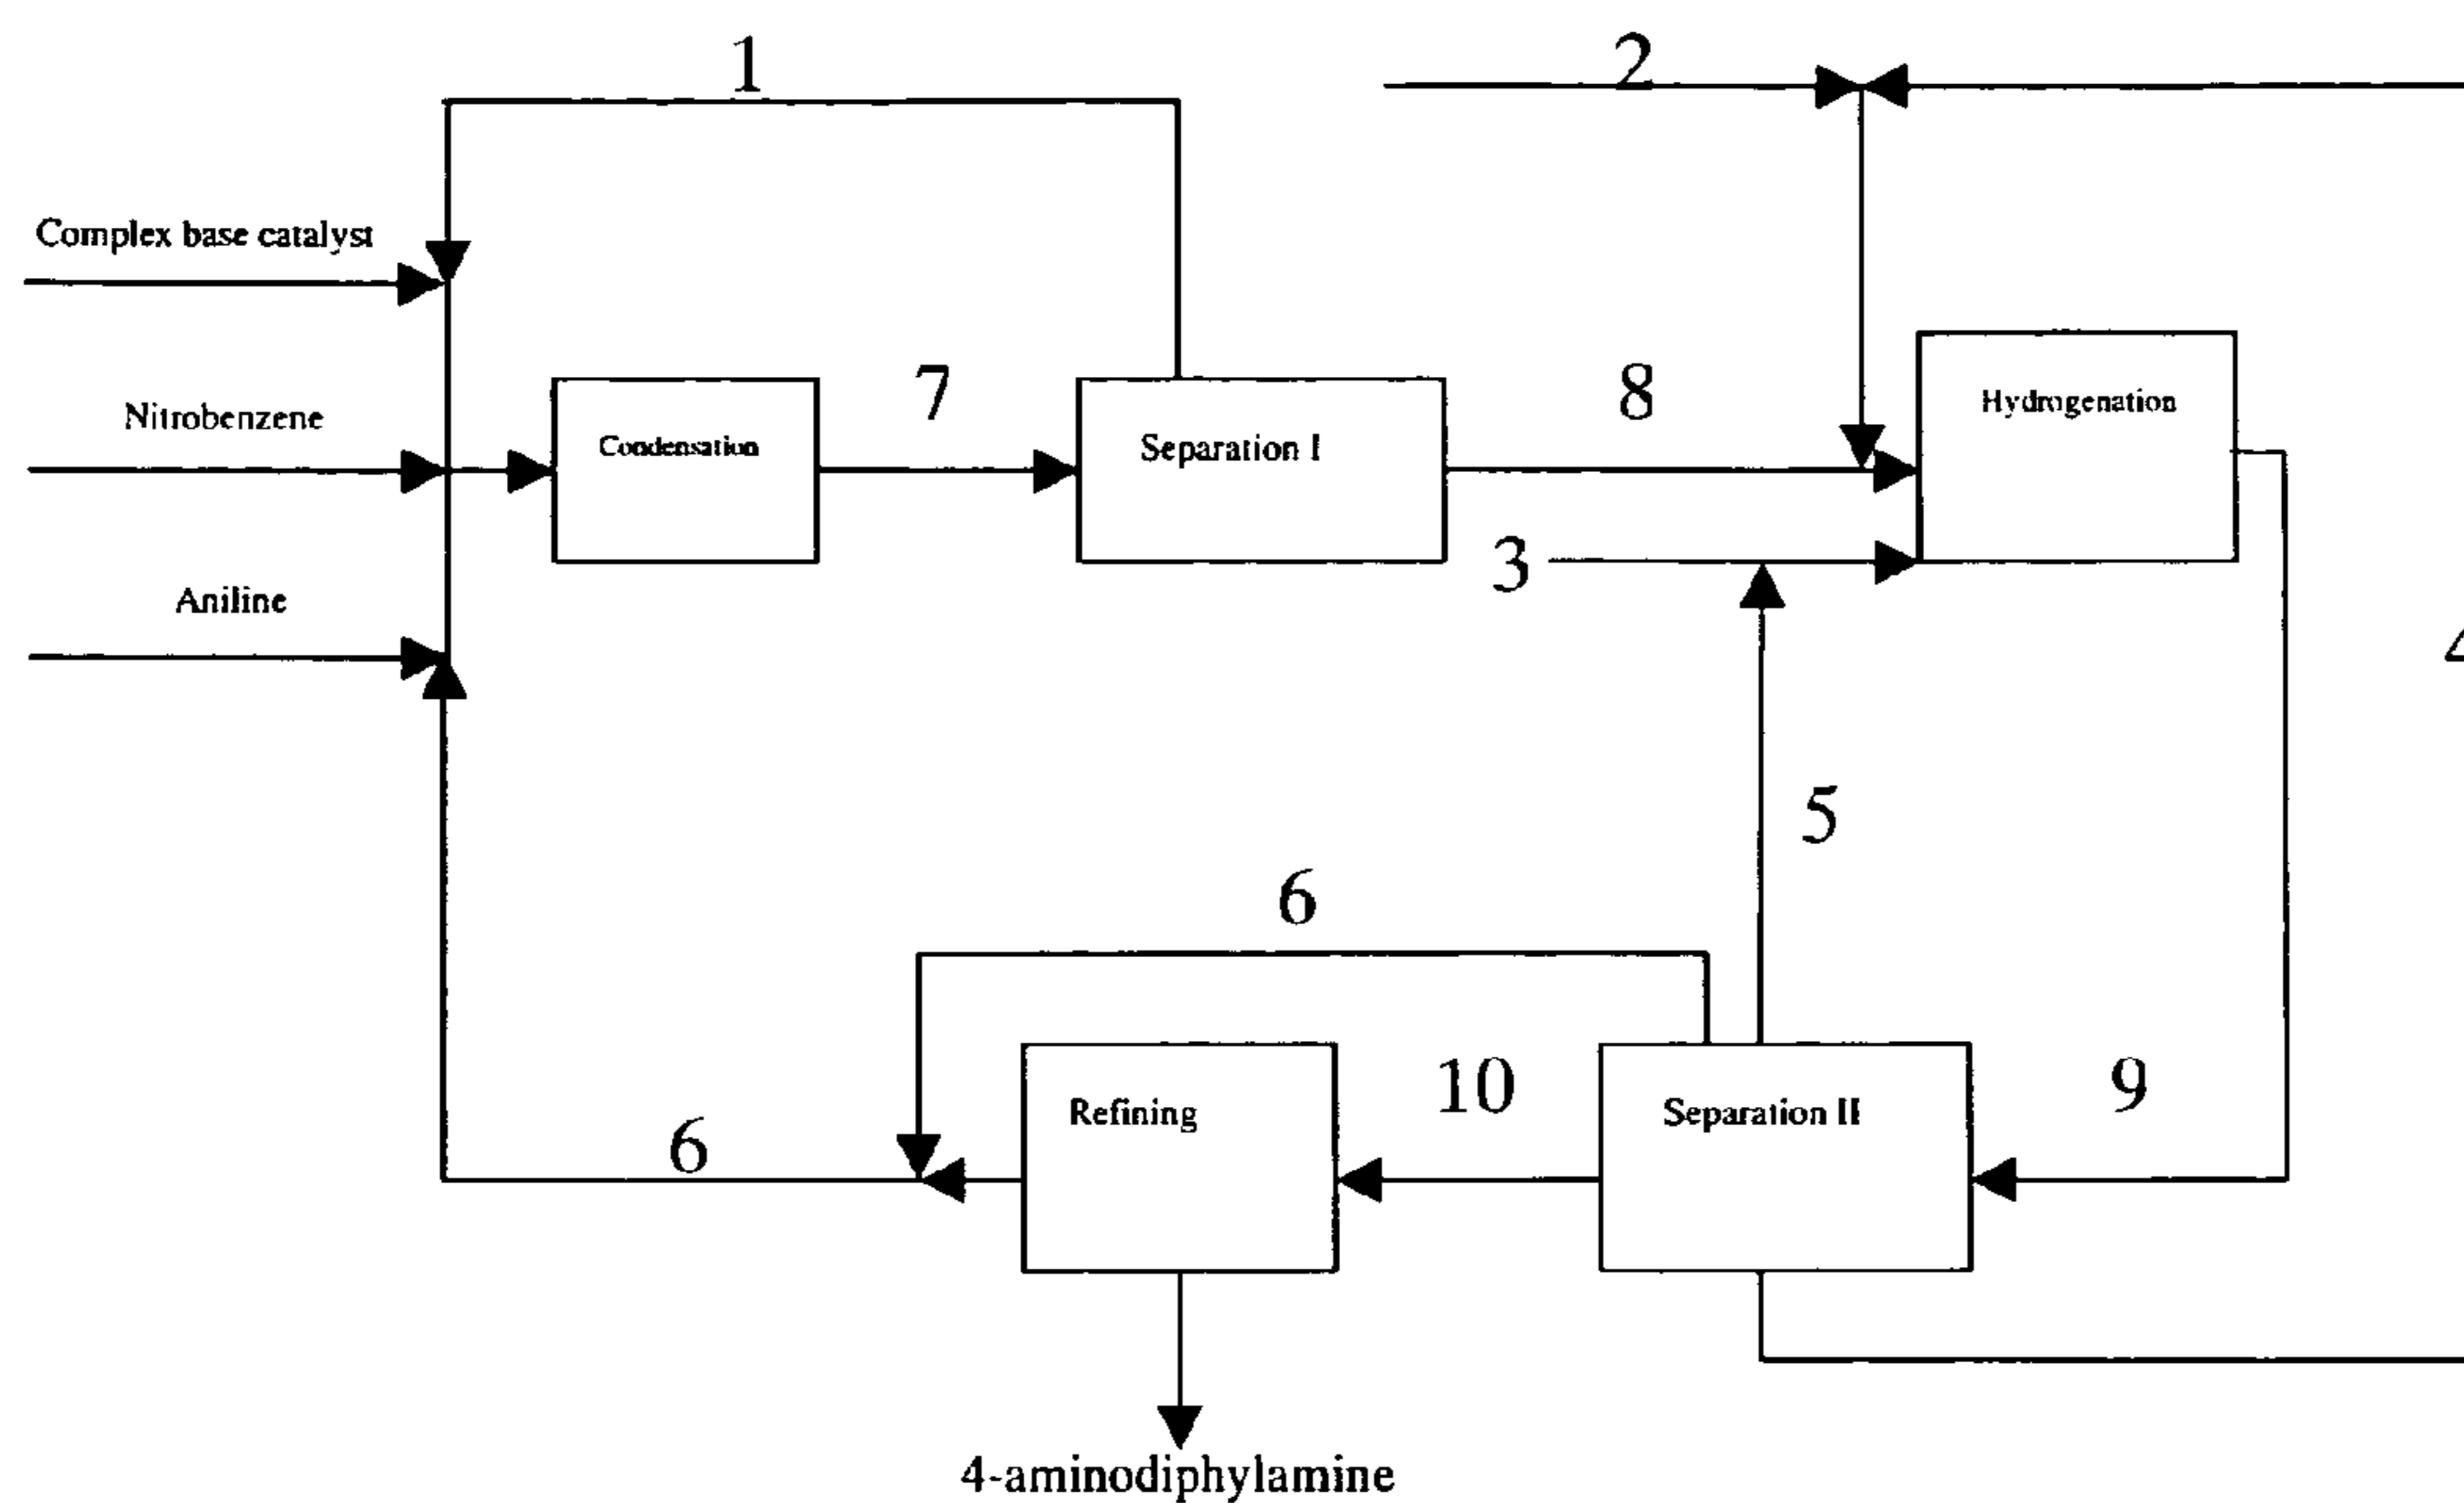 1
2
Complex base catalyst
7
8
Hydrogenation
Nitrobenzene
Condensation
Separation I
3
Aniline
5
6
10
9
Refining
Separation II
6
4-aminodiphylamine